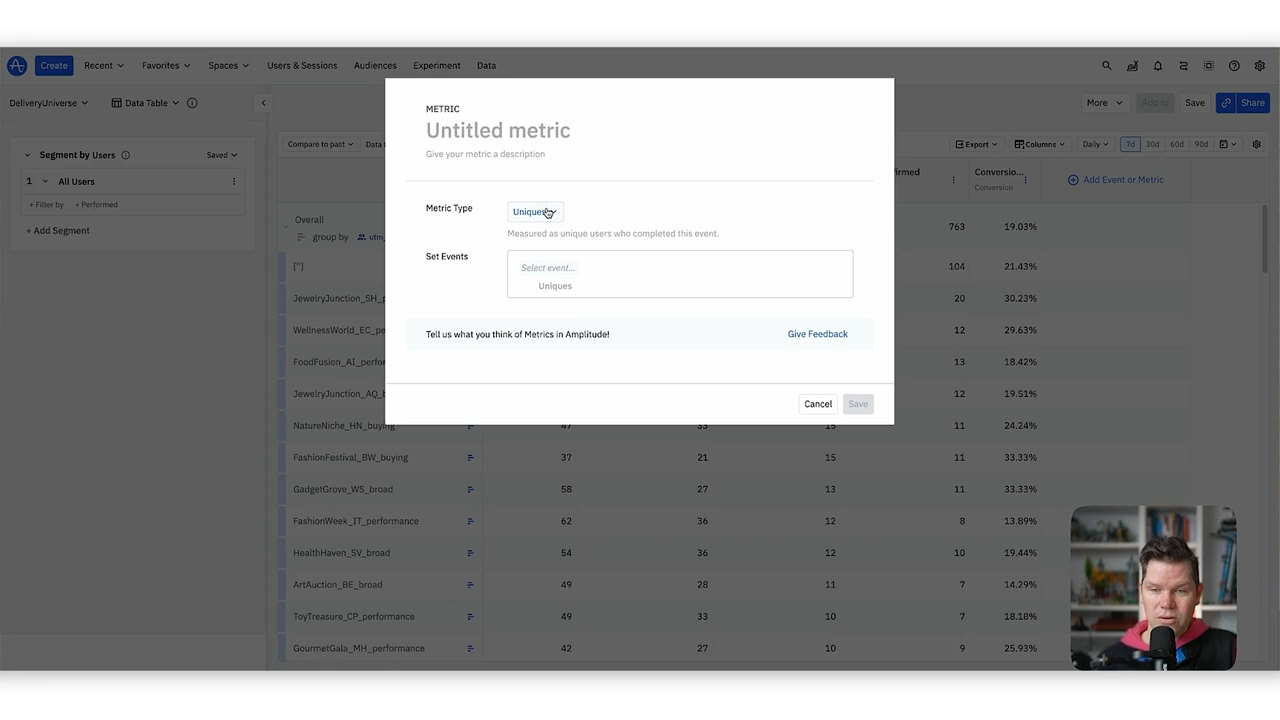 Create Recent Favorites Spaces Users & Sessions Audiences Experiment Data
DeliveryUniverse Data Table
More Add to Save Share
Segment by Users Saved
1 All Users
+ Filter by + Performed
+ Add Segment
Compare to past Export Columns Daily 7d 30d 60d 90d
METRIC
Untitled metric
Give your metric a description
Metric Type Uniques
Measured as unique users who completed this event.
Set Events Select event...
Uniques
Tell us what you think of Metrics in Amplitude!
Give Feedback
Cancel Save
Conversio...
Conversion
Add Event or Metric
Overall 763 19.03%
group by
[''] 104 21.43%
JewelryJunction_SH_ 20 30.23%
WellnessWorld_EC_ 12 29.63%
FoodFusion_AI_ 13 18.42%
JewelryJunction_AQ_ 12 19.51%
NatureNiche_HN_buying 47 33 15 11 24.24%
FashionFestival_BW_buying 37 21 15 11 33.33%
GadgetGrove_WS_broad 58 27 13 11 33.33%
FashionWeek_IT_performance 62 36 12 8 13.89%
HealthHaven_SV_broad 54 36 12 10 19.44%
ArtAuction_BE_broad 49 28 11 7 14.29%
ToyTreasure_CP_performance 49 33 10 7 18.18%
GourmetGala_MH_performance 42 27 10 9 25.93%